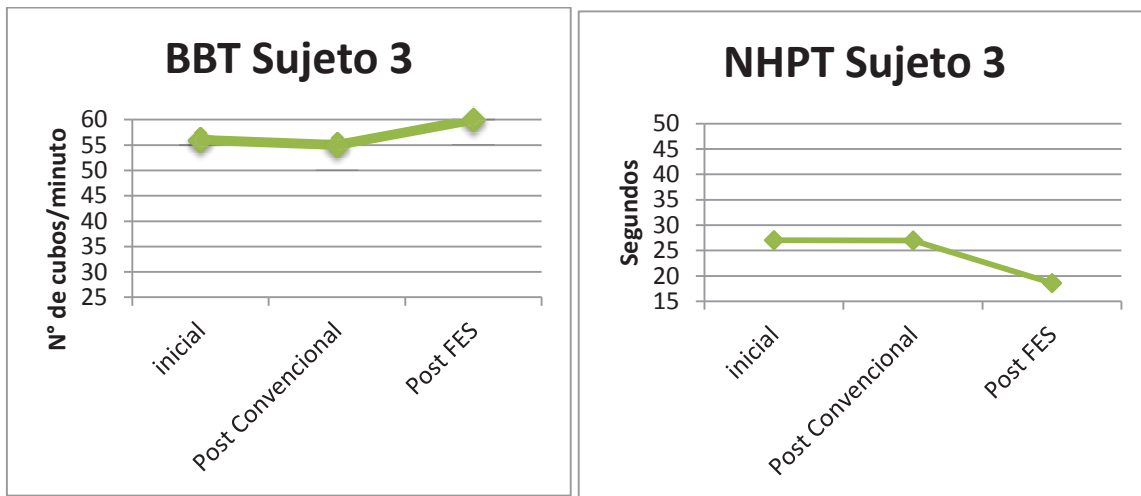 BBT Sujeto 3
N° de cubos/minuto
60
55
50
45
40
35
30
25
inicial
Post Convencional
Post FES
NHPT Sujeto 3
Segundos
50
45
40
35
30
25
20
15
inicial
Post Convencional
Post FES